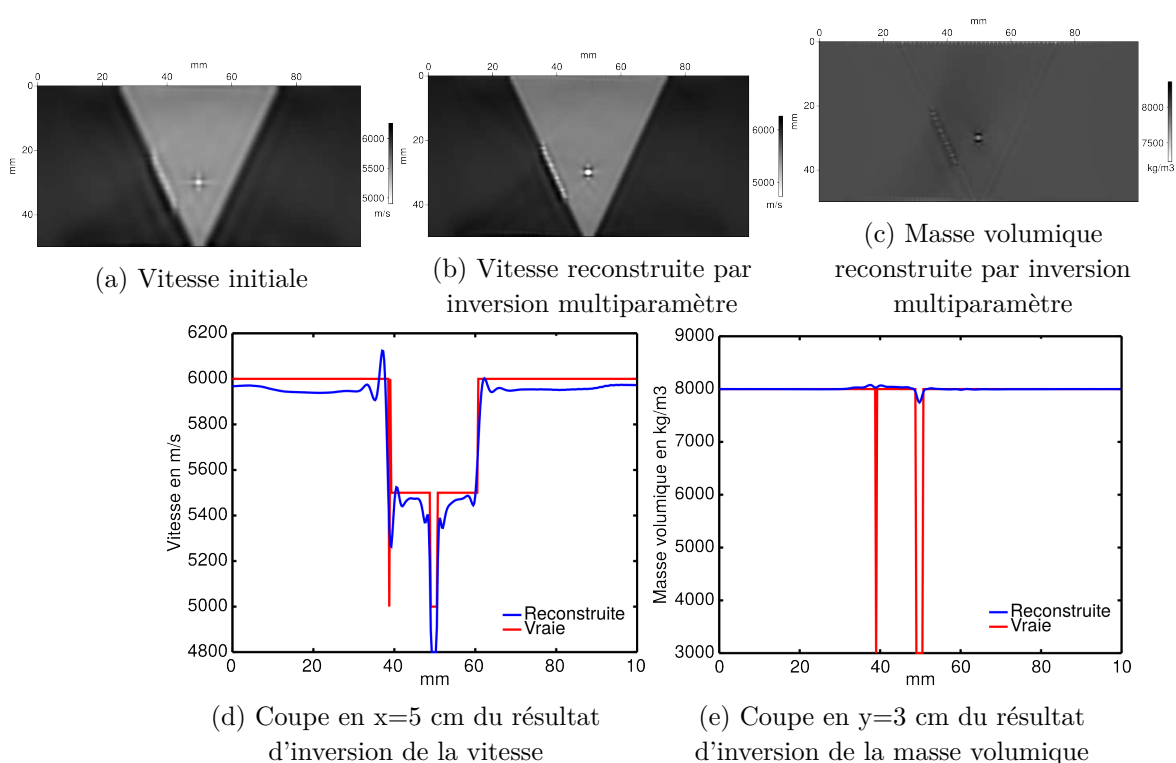 mm
0 20 40 60 80
0
20
40
mm
6000
5500
5000
m/s
(a) Vitesse initiale
mm
0 20 40 60 80
0
20
40
mm
6000
5000
m/s
(b) Vitesse reconstruite par
inversion multiparamètre
mm
0 20 40 60 80
0
20
40
mm
8000
7500
kg/m3
(c) Masse volumique
reconstruite par inversion
multiparamètre
6200
6000
5800
5600
5400
5200
5000
4800
Vitesse en m/s
0 20 40 60 80 10
mm
Reconstruite
Vraie
(d) Coupe en x=5 cm du résultat
d'inversion de la vitesse
9000
8000
7000
6000
5000
4000
3000
Masse volumique en kg/m3
0 20 40 60 80 10
mm
Reconstruite
Vraie
(e) Coupe en y=3 cm du résultat
d'inversion de la masse volumique